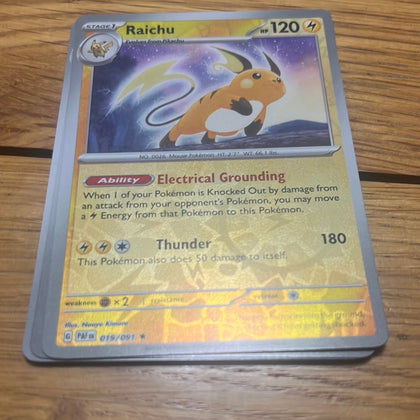 STAGE 1
Raichu
HP 120
Evolves from Pikachu
NO. 0026 Mouse Pokémon HT: 2'7" WT: 66.1 lbs.
Ability Electrical Grounding
When 1 of your Pokémon is Knocked Out by damage from
an attack from your opponent's Pokémon, you may move
a Energy from that Pokémon to this Pokémon.
Thunder 180
This Pokémon also does 50 damage to itself.
weakness × 2 resistance retreat
Illus. Naoyo Kimura
G PAF EN 019/091 ★